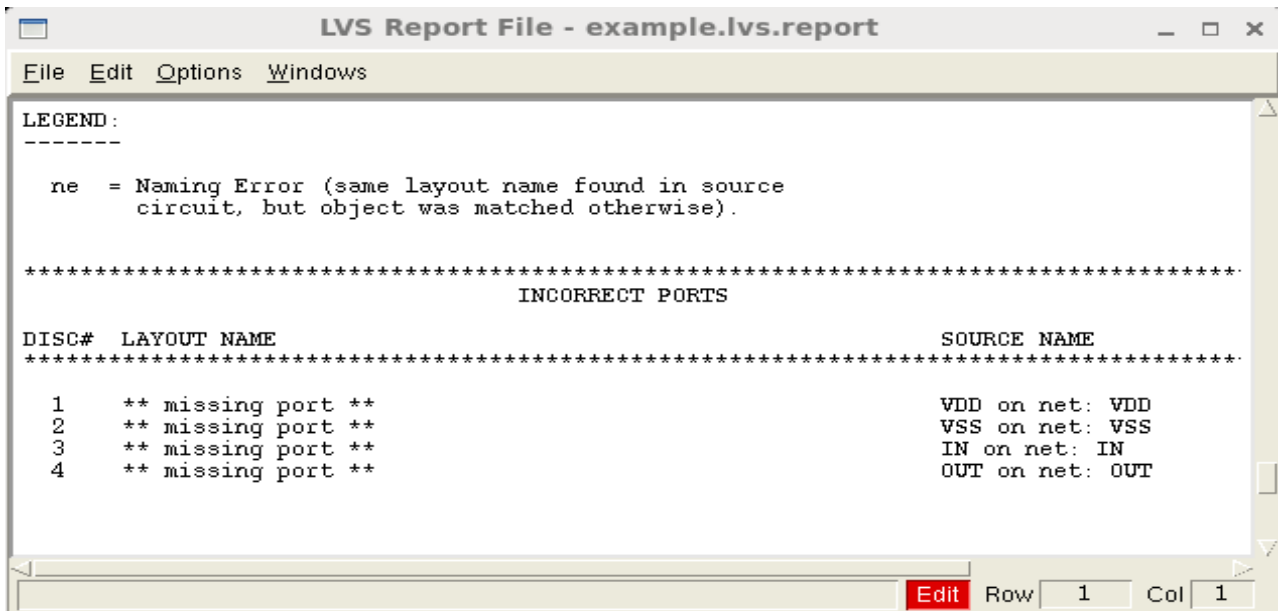 LVS Report File - example.lvs.report
File Edit Options Windows
LEGEND:
-------
ne = Naming Error (same layout name found in source
circuit, but object was matched otherwise).
**************************************************************************************
INCORRECT PORTS
DISC# LAYOUT NAME SOURCE NAME
**************************************************************************************
1 ** missing port ** VDD on net: VDD
2 ** missing port ** VSS on net: VSS
3 ** missing port ** IN on net: IN
4 ** missing port ** OUT on net: OUT
Edit Row 1 Col 1